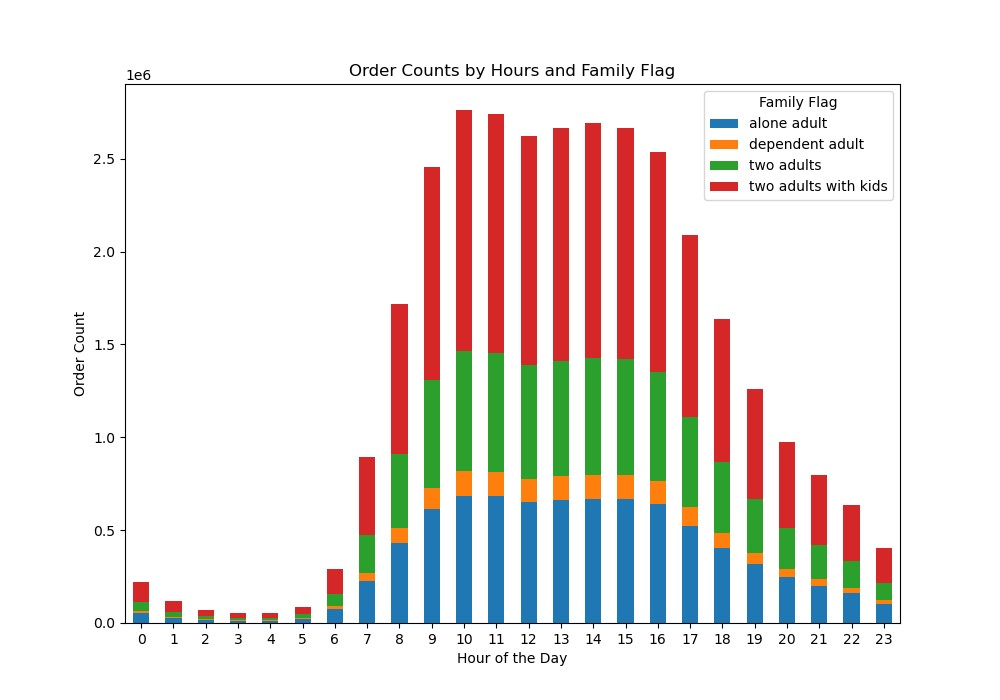 Order Counts by Hours and Family Flag
1e6
Family Flag
alone adult
dependent adult
two adults
two adults with kids
2.5
2.0
1.5
1.0
0.5
0.0
Order Count
0 1 2 3 4 5 6 7 8 9 10 11 12 13 14 15 16 17 18 19 20 21 22 23
Hour of the Day